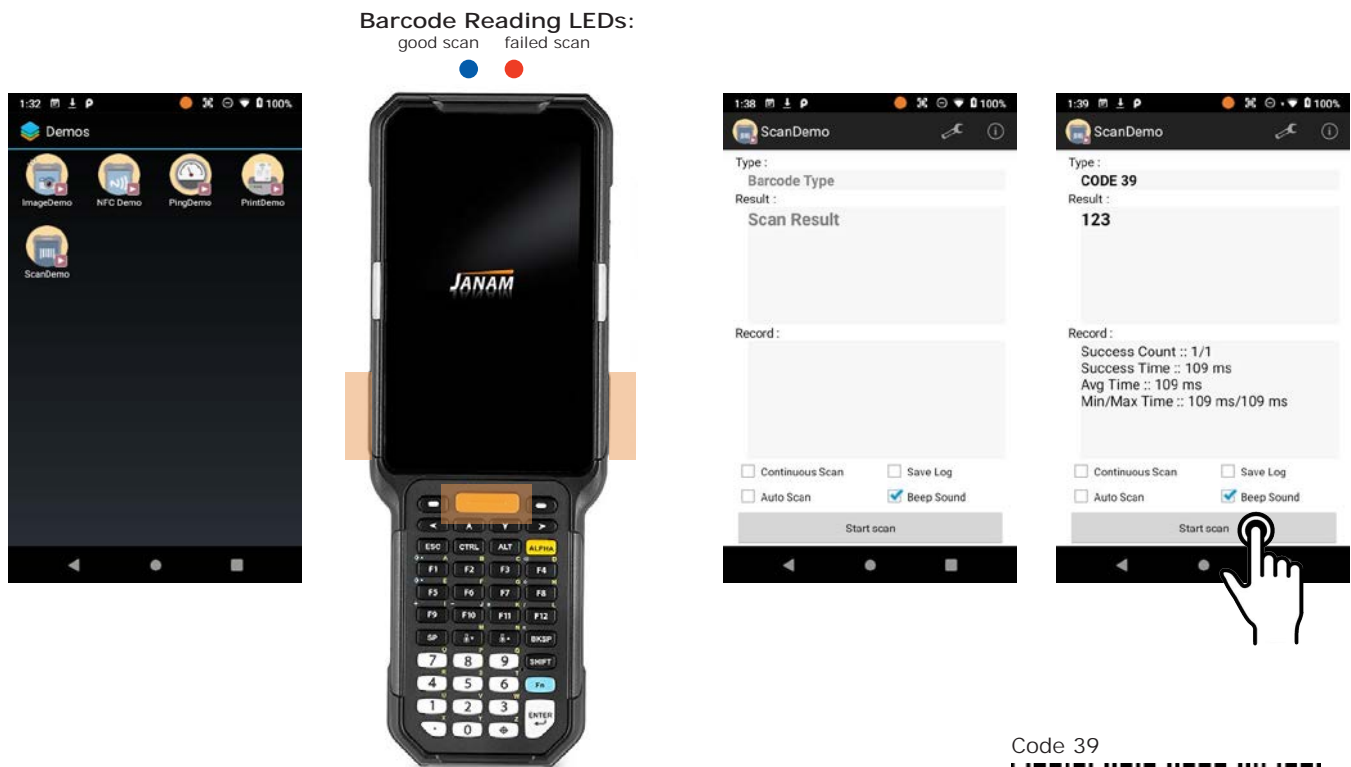 Barcode Reading LEDs:
good scan failed scan
1:32 100%
Demos
ImageDemo NFC Demo PingDemo PrintDemo
ScanDemo
JANAM
ESC CTRL ALT ALPHA
F1 F2 F3 F4
F5 F6 F7 F8
F9 F10 F11 F12
SP BKSP
7 8 9 SHIFT
4 5 6 Fn
1 2 3 ENTER
. 0
1:38 100%
ScanDemo
Type :
Barcode Type
Result :
Scan Result
Record :
Continuous Scan Save Log
Auto Scan Beep Sound
Start scan
1:39 100%
ScanDemo
Type :
CODE 39
Result :
123
Record :
Success Count :: 1/1
Success Time :: 109 ms
Avg Time :: 109 ms
Min/Max Time :: 109 ms/109 ms
Continuous Scan Save Log
Auto Scan Beep Sound
Start scan
Code 39